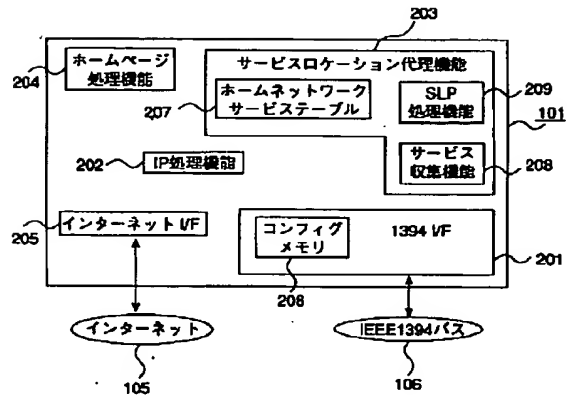 203
204
ホームページ
処理機能
サービスロケーション代理機能
207
ホームネットワーク
サービステーブル
SLP
処理機能
209
101
202
IP処理機能
サービス
収集機能
208
205
インターネット I/F
コンフィグ
メモリ
1394 I/F
208
201
インターネット
IEEE1394バス
105
106